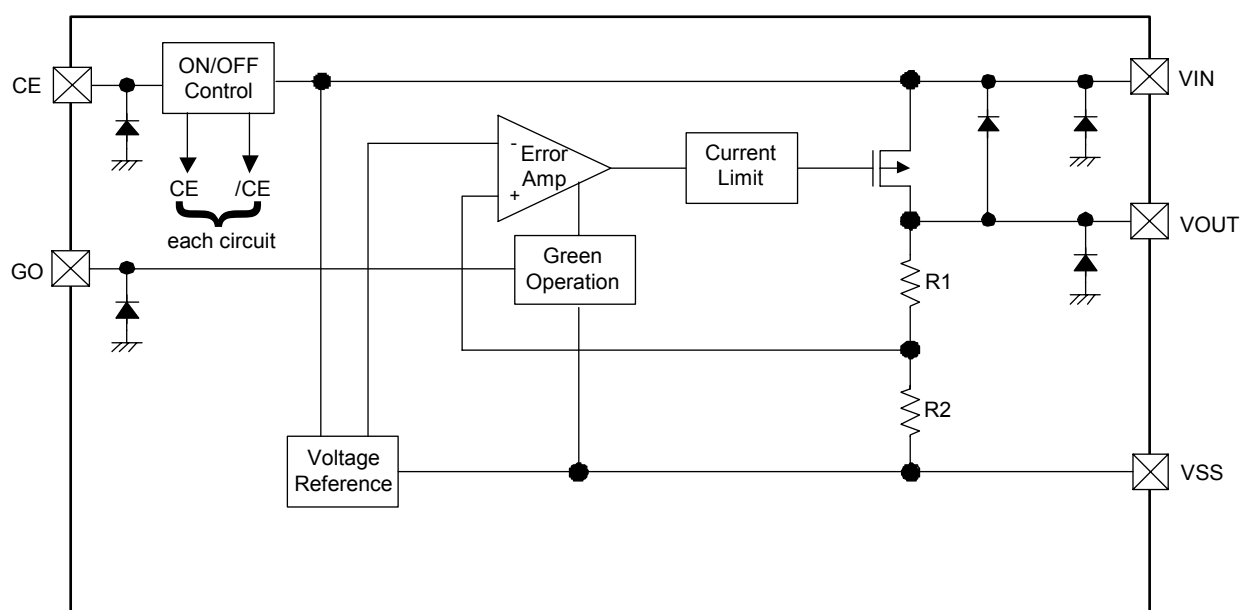 CE
ON/OFF
Control
VIN
CE
/CE
each circuit
-
Error
Amp
+
Current
Limit
VOUT
GO
Green
Operation
R1
R2
Voltage
Reference
VSS